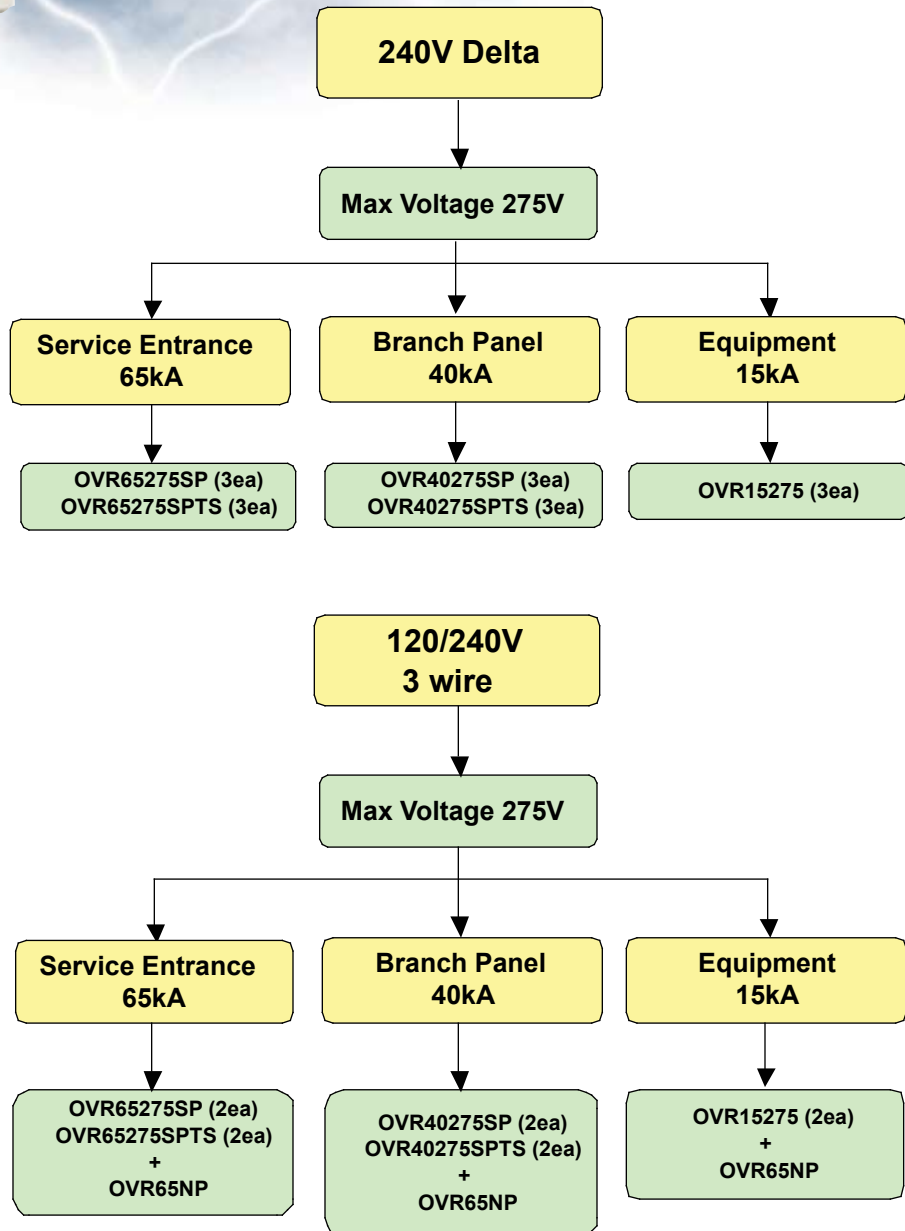 240V Delta
Max Voltage 275V
Service Entrance
65kA
Branch Panel
40kA
Equipment
15kA
OVR65275SP (3ea)
OVR65275SPTS (3ea)
OVR40275SP (3ea)
OVR40275SPTS (3ea)
OVR15275 (3ea)
120/240V
3 wire
Max Voltage 275V
Service Entrance
65kA
Branch Panel
40kA
Equipment
15kA
OVR65275SP (2ea)
OVR65275SPTS (2ea)
+
OVR65NP
OVR40275SP (2ea)
OVR40275SPTS (2ea)
+
OVR65NP
OVR15275 (2ea)
+
OVR65NP